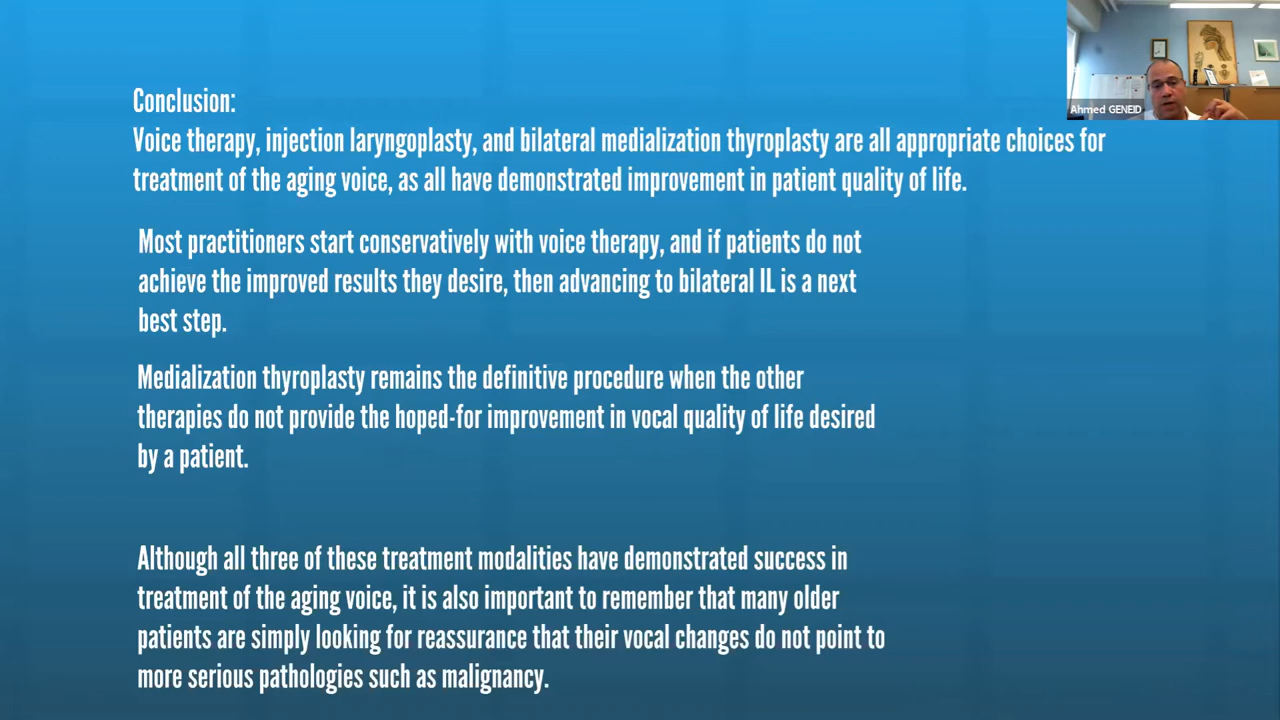 Conclusion:
Voice therapy, injection laryngoplasty, and bilateral medialization thyroplasty are all appropriate choices for
treatment of the aging voice, as all have demonstrated improvement in patient quality of life.
Most practitioners start conservatively with voice therapy, and if patients do not
achieve the improved results they desire, then advancing to bilateral IL is a next
best step.
Medialization thyroplasty remains the definitive procedure when the other
therapies do not provide the hoped-for improvement in vocal quality of life desired
by a patient.
Although all three of these treatment modalities have demonstrated success in
treatment of the aging voice, it is also important to remember that many older
patients are simply looking for reassurance that their vocal changes do not point to
more serious pathologies such as malignancy.
Ahmed GENEID